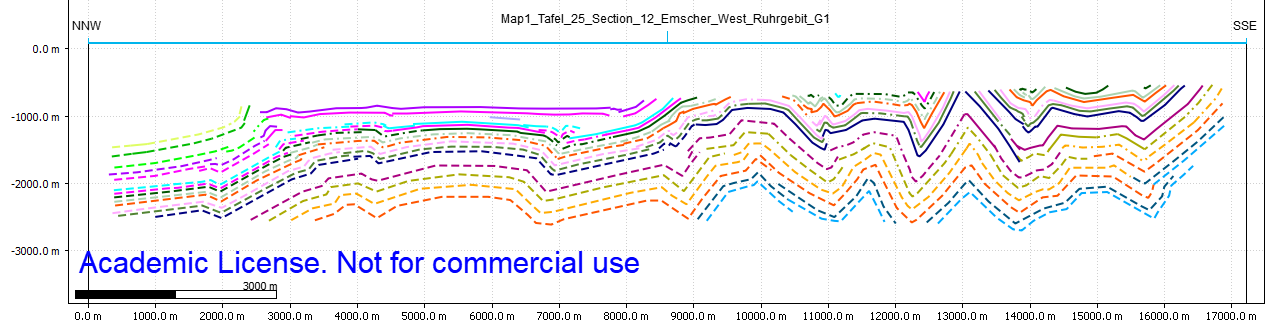 Map1_Tafel_25_Section_12_Emscher_West_Ruhrgebit_G1
NNW SSE
0.0 m
-1000.0 m
-2000.0 m
-3000.0 m
Academic License. Not for commercial use
3000 m
0.0 m 1000.0 m 2000.0 m 3000.0 m 4000.0 m 5000.0 m 6000.0 m 7000.0 m 8000.0 m 9000.0 m 10000.0 m 11000.0 m 12000.0 m 13000.0 m 14000.0 m 15000.0 m 16000.0 m 17000.0 m